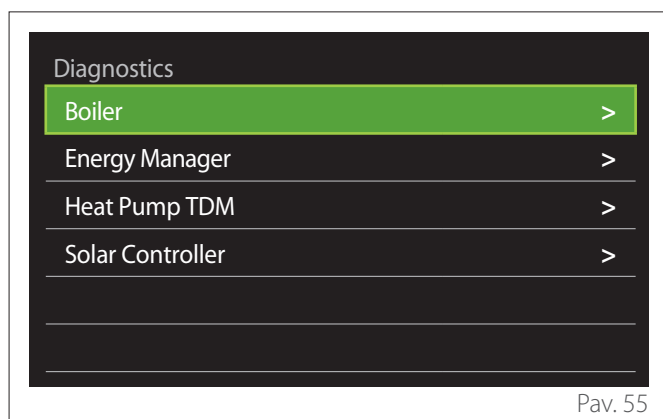 Diagnostics
Boiler >
Energy Manager >
Heat Pump TDM >
Solar Controller >
Pav. 55